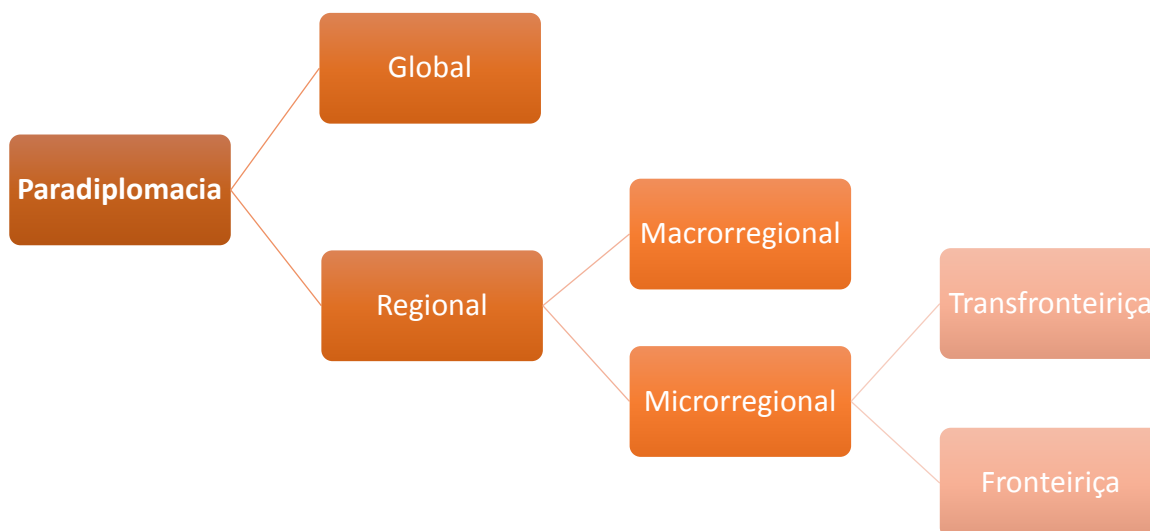 Global
Paradiplomacia
Macrorregional
Regional
Transfronteiriça
Microrregional
Fronteiriça